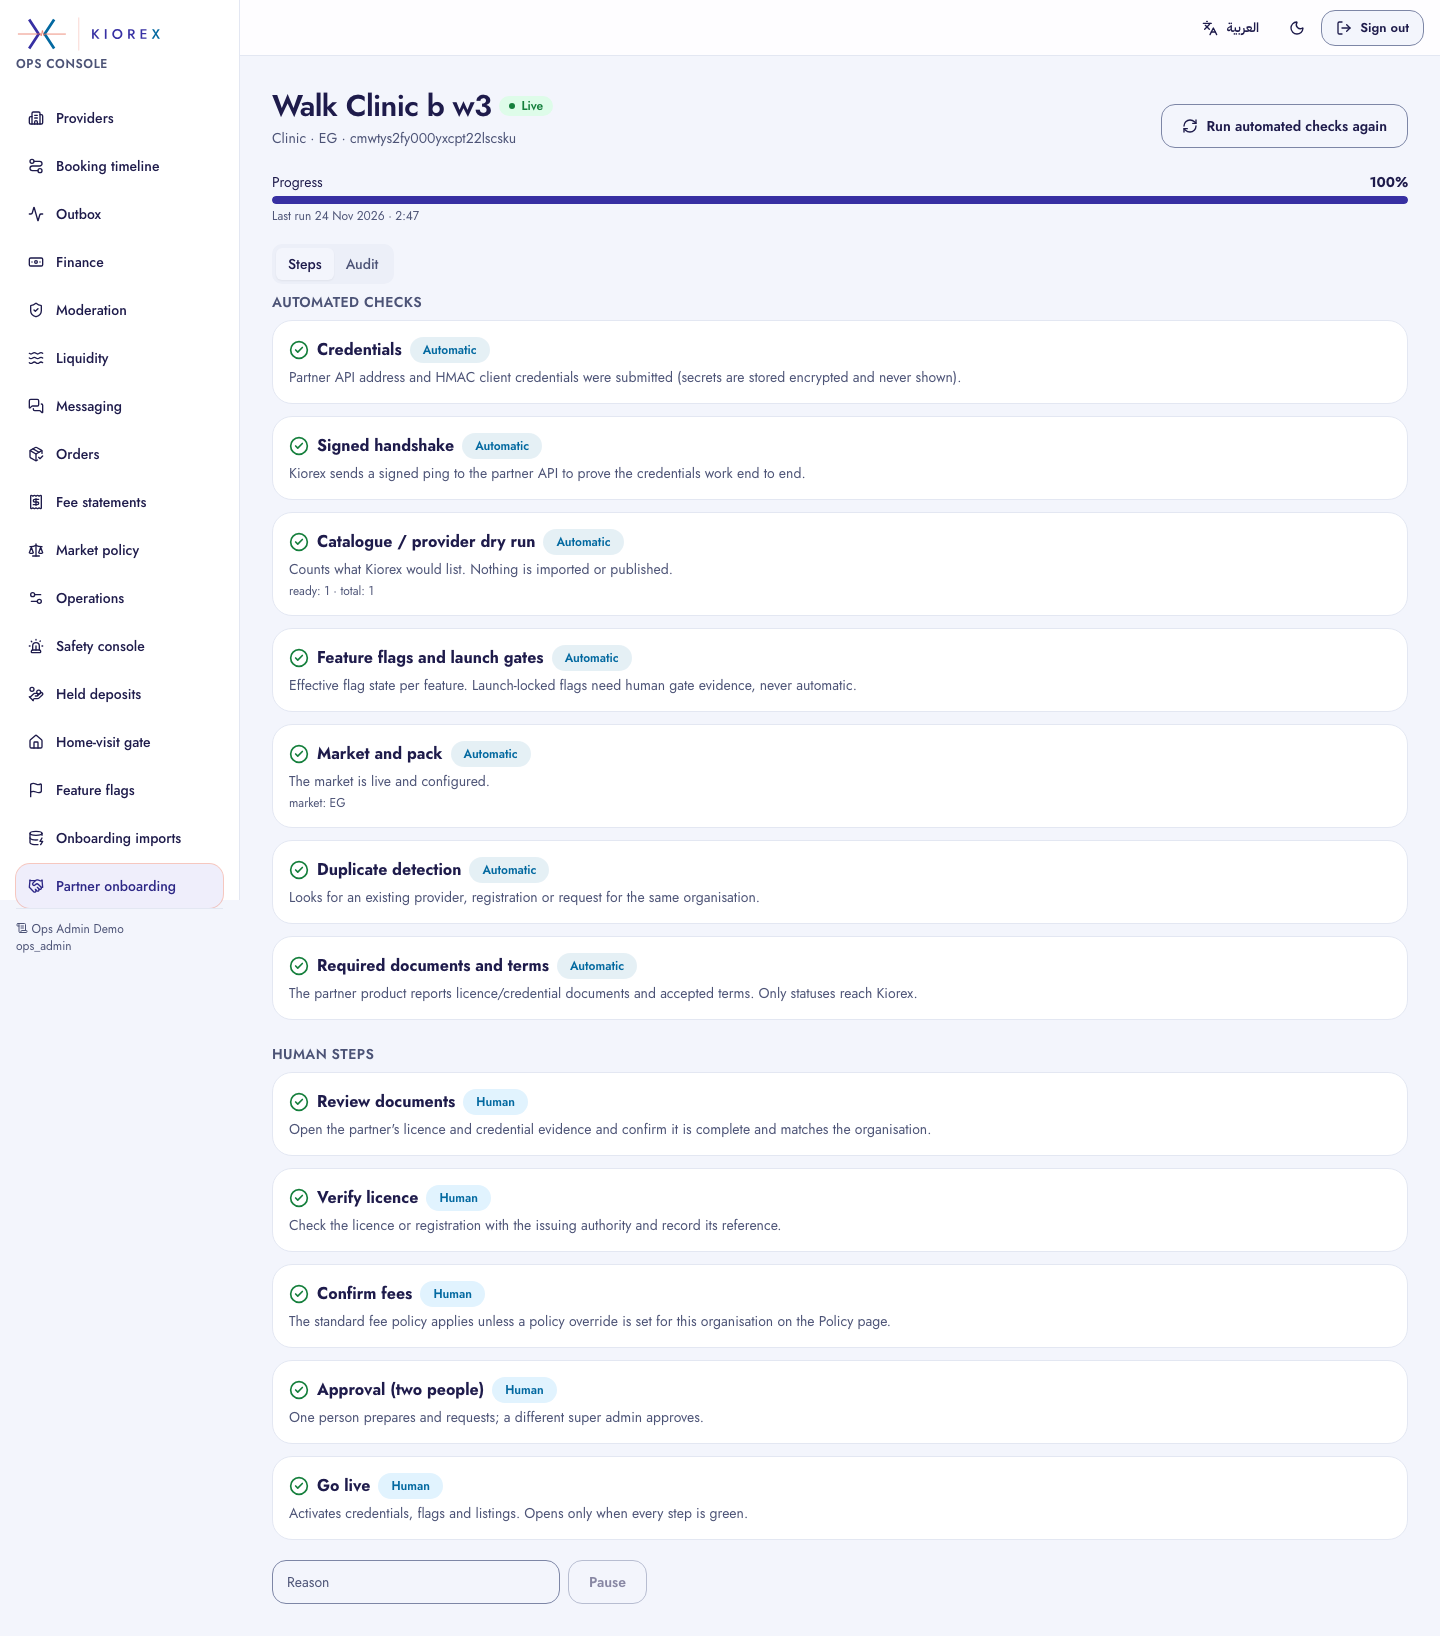 KIOREX
OPS CONSOLE
Providers
Booking timeline
Outbox
Finance
Moderation
Liquidity
Messaging
Orders
Fee statements
Market policy
Operations
Safety console
Held deposits
Home-visit gate
Feature flags
Onboarding imports
Partner onboarding
Ops Admin Demo
ops_admin
العربية
Sign out
Walk Clinic b w3
Live
Clinic · EG · cmwtys2fy000yxcpt22lscsku
Run automated checks again
Progress
100%
Last run 24 Nov 2026 · 2:47
Steps
Audit
AUTOMATED CHECKS
Credentials
Automatic
Partner API address and HMAC client credentials were submitted (secrets are stored encrypted and never shown).
Signed handshake
Automatic
Kiorex sends a signed ping to the partner API to prove the credentials work end to end.
Catalogue / provider dry run
Automatic
Counts what Kiorex would list. Nothing is imported or published.
ready: 1 · total: 1
Feature flags and launch gates
Automatic
Effective flag state per feature. Launch-locked flags need human gate evidence, never automatic.
Market and pack
Automatic
The market is live and configured.
market: EG
Duplicate detection
Automatic
Looks for an existing provider, registration or request for the same organisation.
Required documents and terms
Automatic
The partner product reports licence/credential documents and accepted terms. Only statuses reach Kiorex.
HUMAN STEPS
Review documents
Human
Open the partner's licence and credential evidence and confirm it is complete and matches the organisation.
Verify licence
Human
Check the licence or registration with the issuing authority and record its reference.
Confirm fees
Human
The standard fee policy applies unless a policy override is set for this organisation on the Policy page.
Approval (two people)
Human
One person prepares and requests; a different super admin approves.
Go live
Human
Activates credentials, flags and listings. Opens only when every step is green.
Reason
Pause